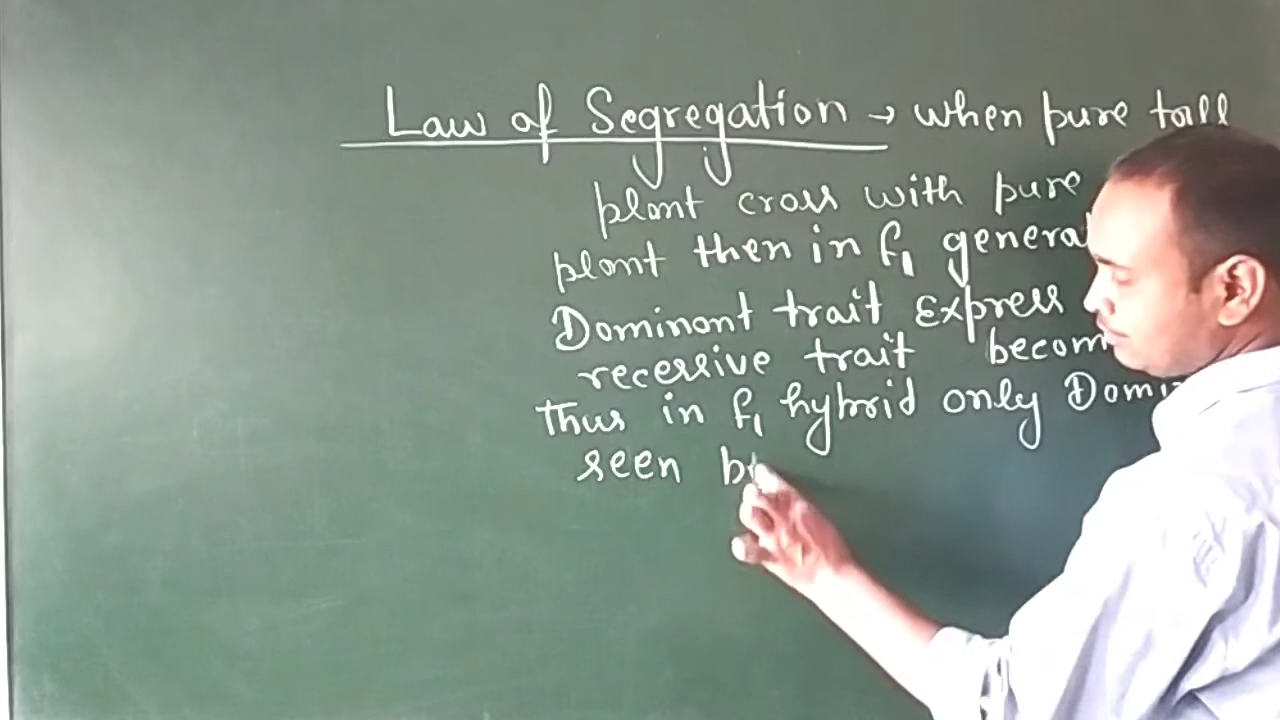 Law of Segregation → when pure tall
plant cross with pure
plant then in f₁ genera
Dominant trait Express
recessive trait becom
Thus in f₁ hybrid only Domi
seen b